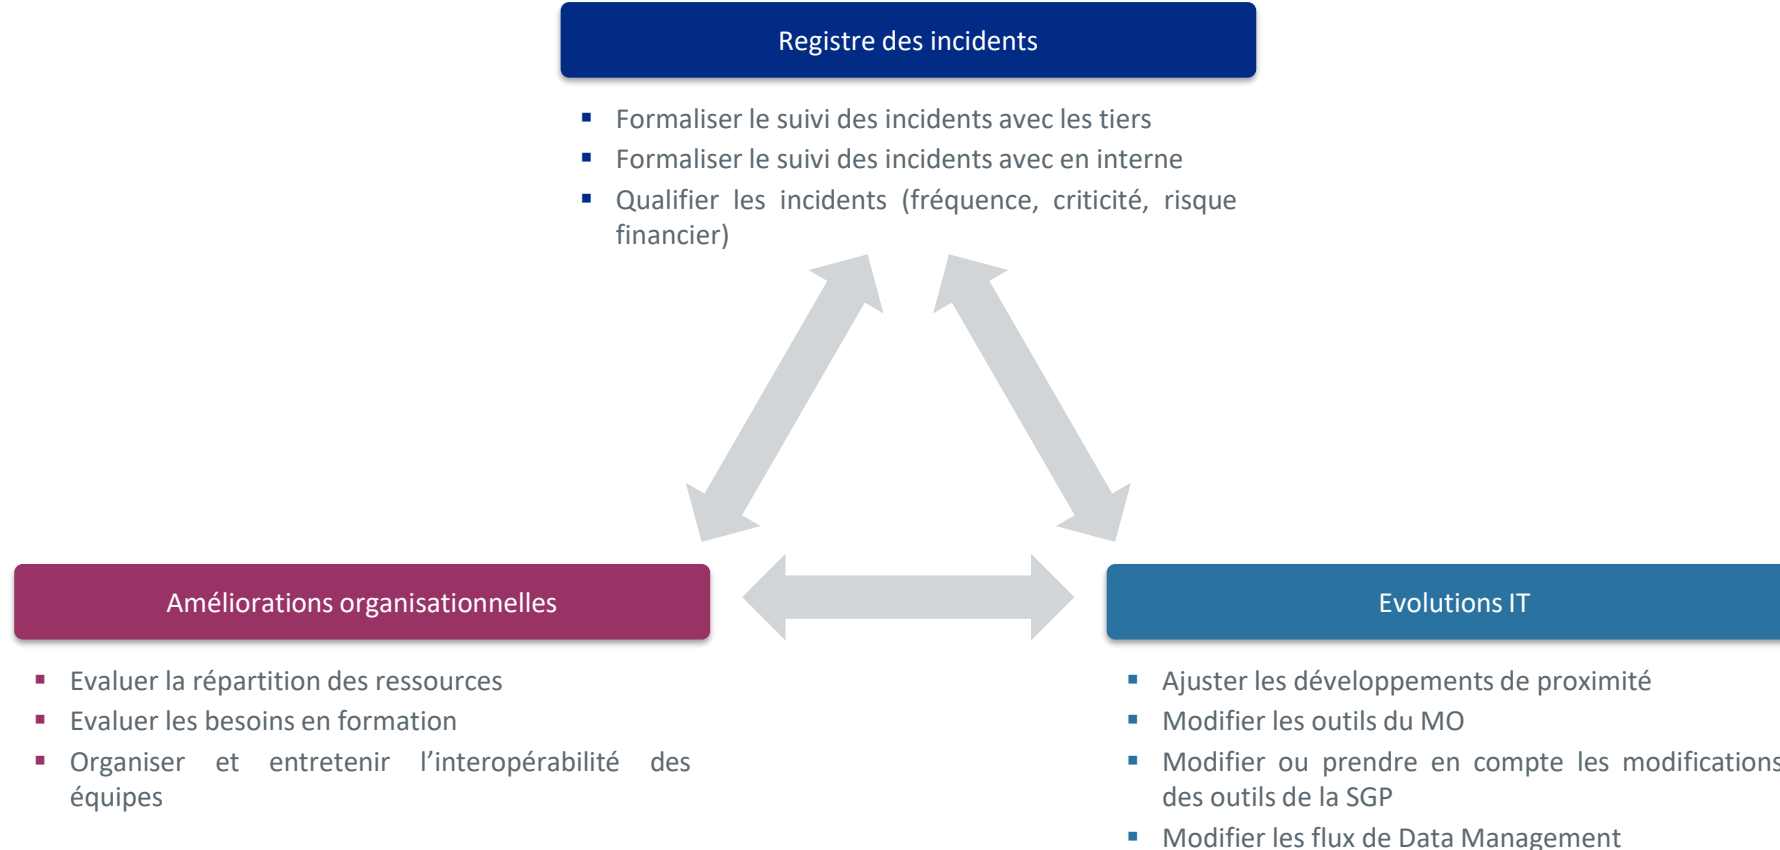 Registre des incidents
▪ Formaliser le suivi des incidents avec les tiers
▪ Formaliser le suivi des incidents avec en interne
▪ Qualifier les incidents (fréquence, criticité, risque
financier)
Améliorations organisationnelles
▪ Evaluer la répartition des ressources
▪ Evaluer les besoins en formation
▪ Organiser et entretenir l’interopérabilité des
équipes
Evolutions IT
▪ Ajuster les développements de proximité
▪ Modifier les outils du MO
▪ Modifier ou prendre en compte les modifications
des outils de la SGP
▪ Modifier les flux de Data Management